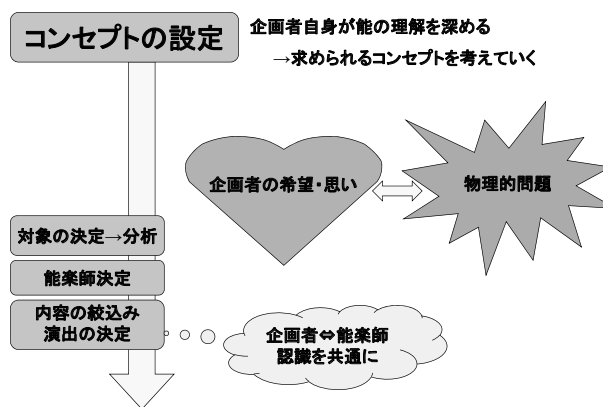 コンセプトの設定
企画者自身が能の理解を深める
→求められるコンセプトを考えていく
企画者の希望・思い
物理的問題
対象の決定→分析
能楽師決定
内容の絞込み
演出の決定
企画者⇔能楽師
認識を共通に